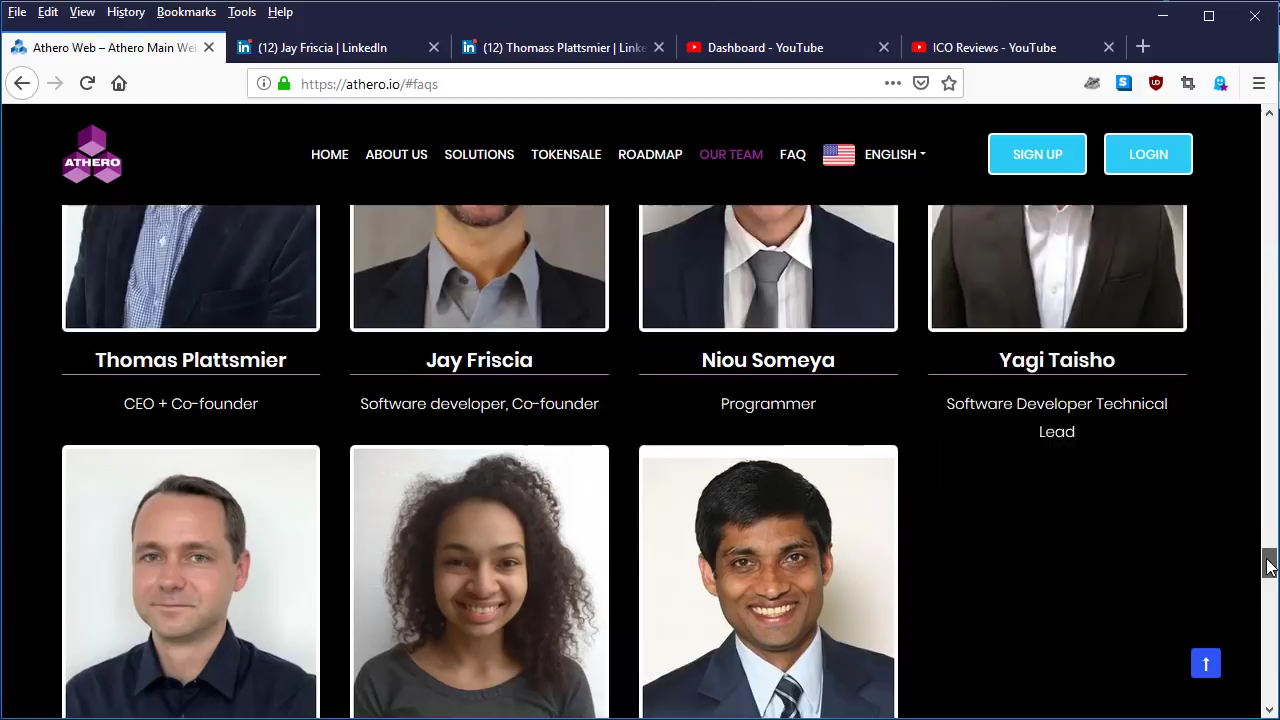 File Edit View History Bookmarks Tools Help
Athero Web – Athero Main We
(12) Jay Friscia | LinkedIn
(12) Thomass Plattsmier | Linke
Dashboard - YouTube
ICO Reviews - YouTube
https://athero.io/#faqs
ATHERO
HOME ABOUT US SOLUTIONS TOKENSALE ROADMAP OUR TEAM FAQ ENGLISH SIGN UP LOGIN
Thomas Plattsmier Jay Friscia Niou Someya Yagi Taisho
CEO + Co-founder Software developer, Co-founder Programmer Software Developer Technical
Lead